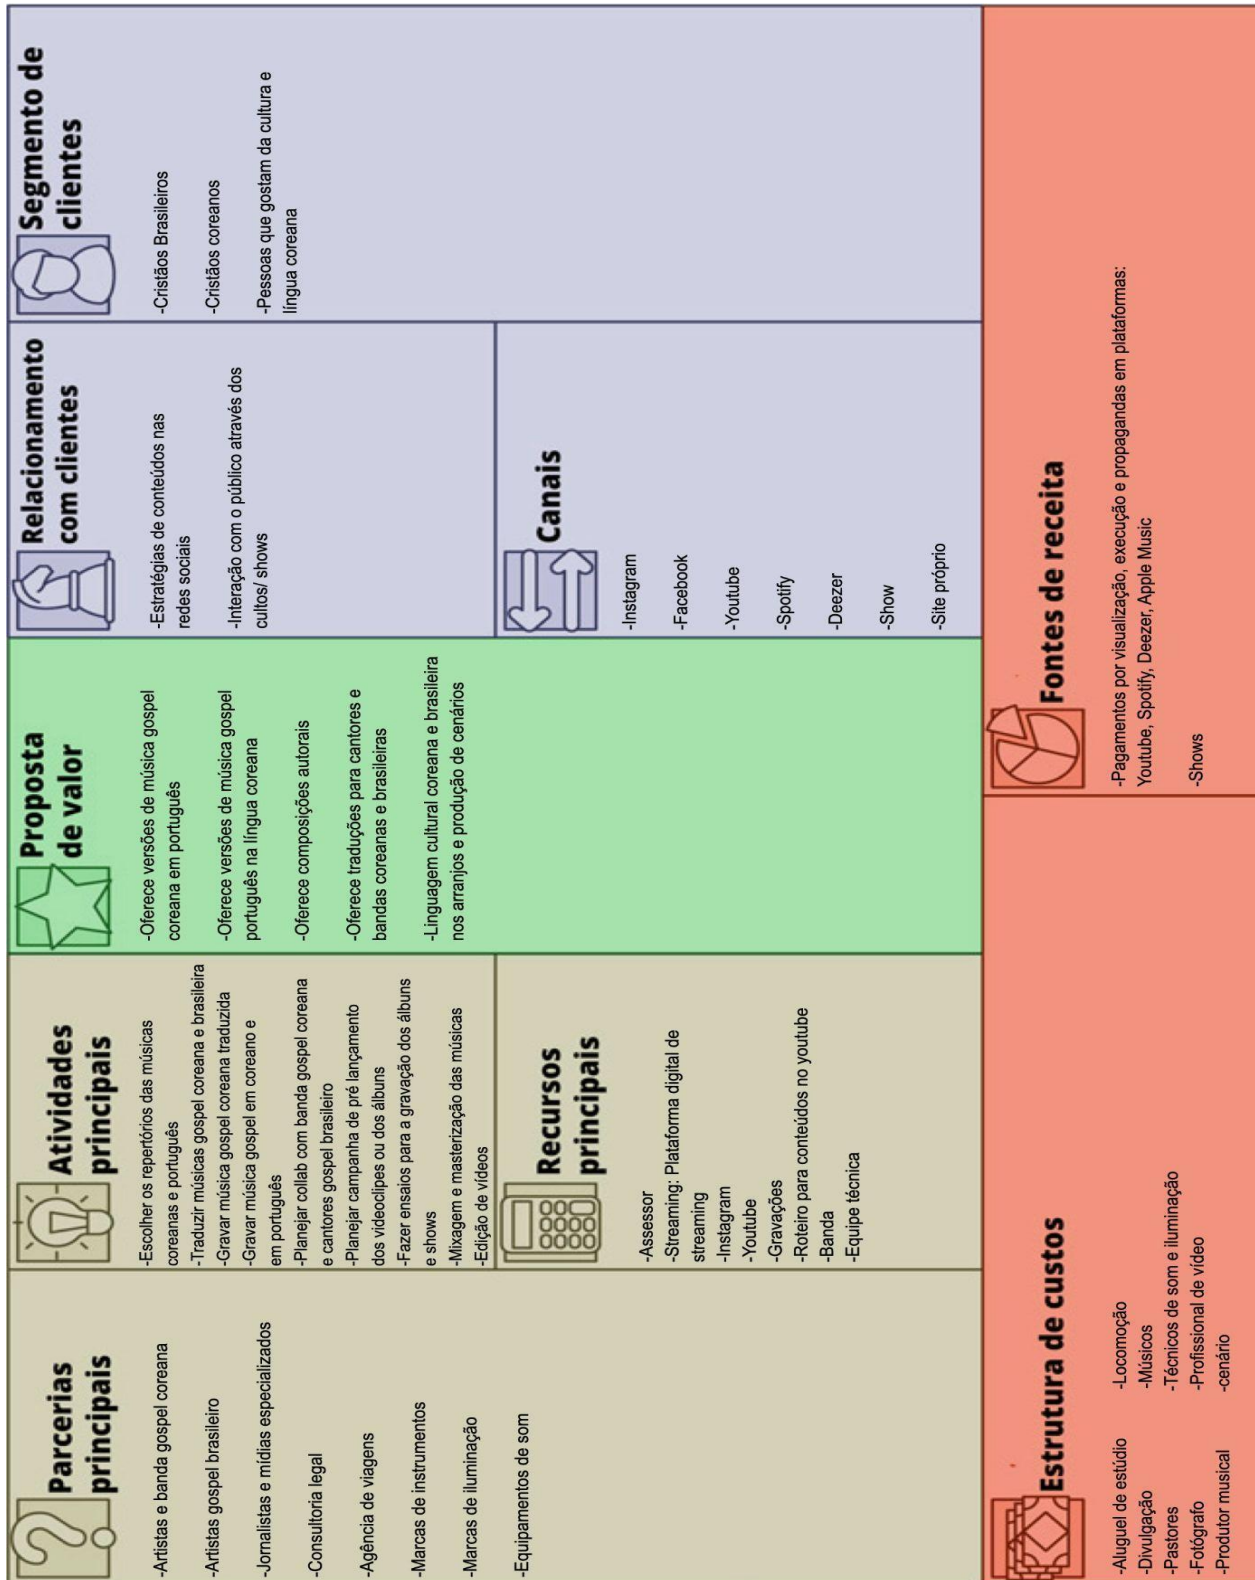 Parcerias
principais
-Artistas e banda gospel coreana
-Artistas gospel brasileiro
-Jornalistas e mídias especializados
-Consultoria legal
-Agência de viagens
-Marcas de instrumentos
-Marcas de iluminação
-Equipamentos de som
Atividades
principais
-Escolher os repertórios das músicas
coreanas e português
-Traduzir músicas gospel coreana e brasileira
-Gravar música gospel coreana traduzida
-Gravar música gospel em coreano e
em português
-Planejar collab com banda gospel coreana
e cantores gospel brasileiro
-Planejar campanha de pré lançamento
dos videoclipes ou dos álbuns
-Fazer ensaios para a gravação dos álbuns
e shows
-Mixagem e masterização das músicas
-Edição de vídeos
Recursos
principais
-Assessor
-Streaming: Plataforma digital de
streaming
-Instagram
-Youtube
-Gravações
-Roteiro para conteúdos no youtube
-Banda
-Equipe técnica
Proposta
de valor
-Oferece versões de música gospel
coreana em português
-Oferece versões de música gospel
português na língua coreana
-Oferece composições autorais
-Oferece traduções para cantores e
bandas coreanas e brasileiras
-Linguagem cultural coreana e brasileira
nos arranjos e produção de cenários
Relacionamento
com clientes
-Estratégias de conteúdos nas
redes sociais
-Interação com o público através dos
cultos/ shows
Canais
-Instagram
-Facebook
-Youtube
-Spotify
-Deezer
-Show
-Site próprio
Segmento de
clientes
-Cristãos Brasileiros
-Cristãos coreanos
-Pessoas que gostam da cultura e
língua coreana
Estrutura de custos
-Aluguel de estúdio
-Divulgação
-Pastores
-Fotógrafo
-Produtor musical
-Locomoção
-Músicos
-Técnicos de som e iluminação
-Profissional de vídeo
-cenário
Fontes de receita
-Pagamentos por visualização, execução e propagandas em plataformas:
Youtube, Spotify, Deezer, Apple Music
-Shows